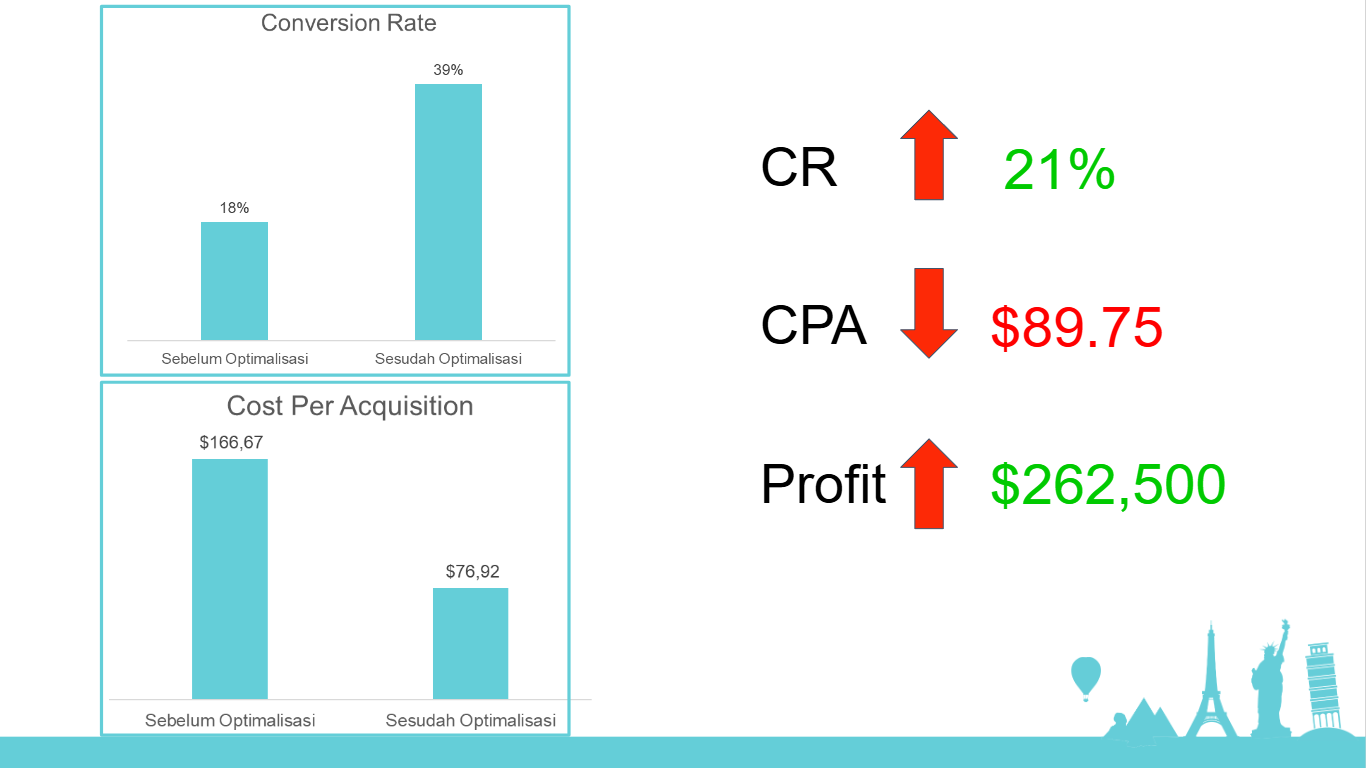 Conversion Rate
39%
18%
Sebelum Optimalisasi
Sesudah Optimalisasi
Cost Per Acquisition
$166,67
$76,92
Sebelum Optimalisasi
Sesudah Optimalisasi
CR
21%
CPA
$89.75
Profit
$262,500